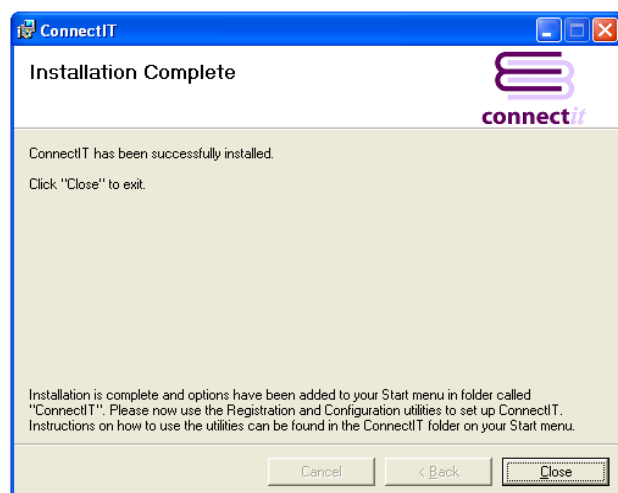 ConnectIT
Installation Complete
connectit
ConnectIT has been successfully installed.
Click "Close" to exit.
Installation is complete and options have been added to your Start menu in folder called
"ConnectIT". Please now use the Registration and Configuration utilities to set up ConnectIT.
Instructions on how to use the utilities can be found in the ConnectIT folder on your Start menu.
Cancel
< Back
Close